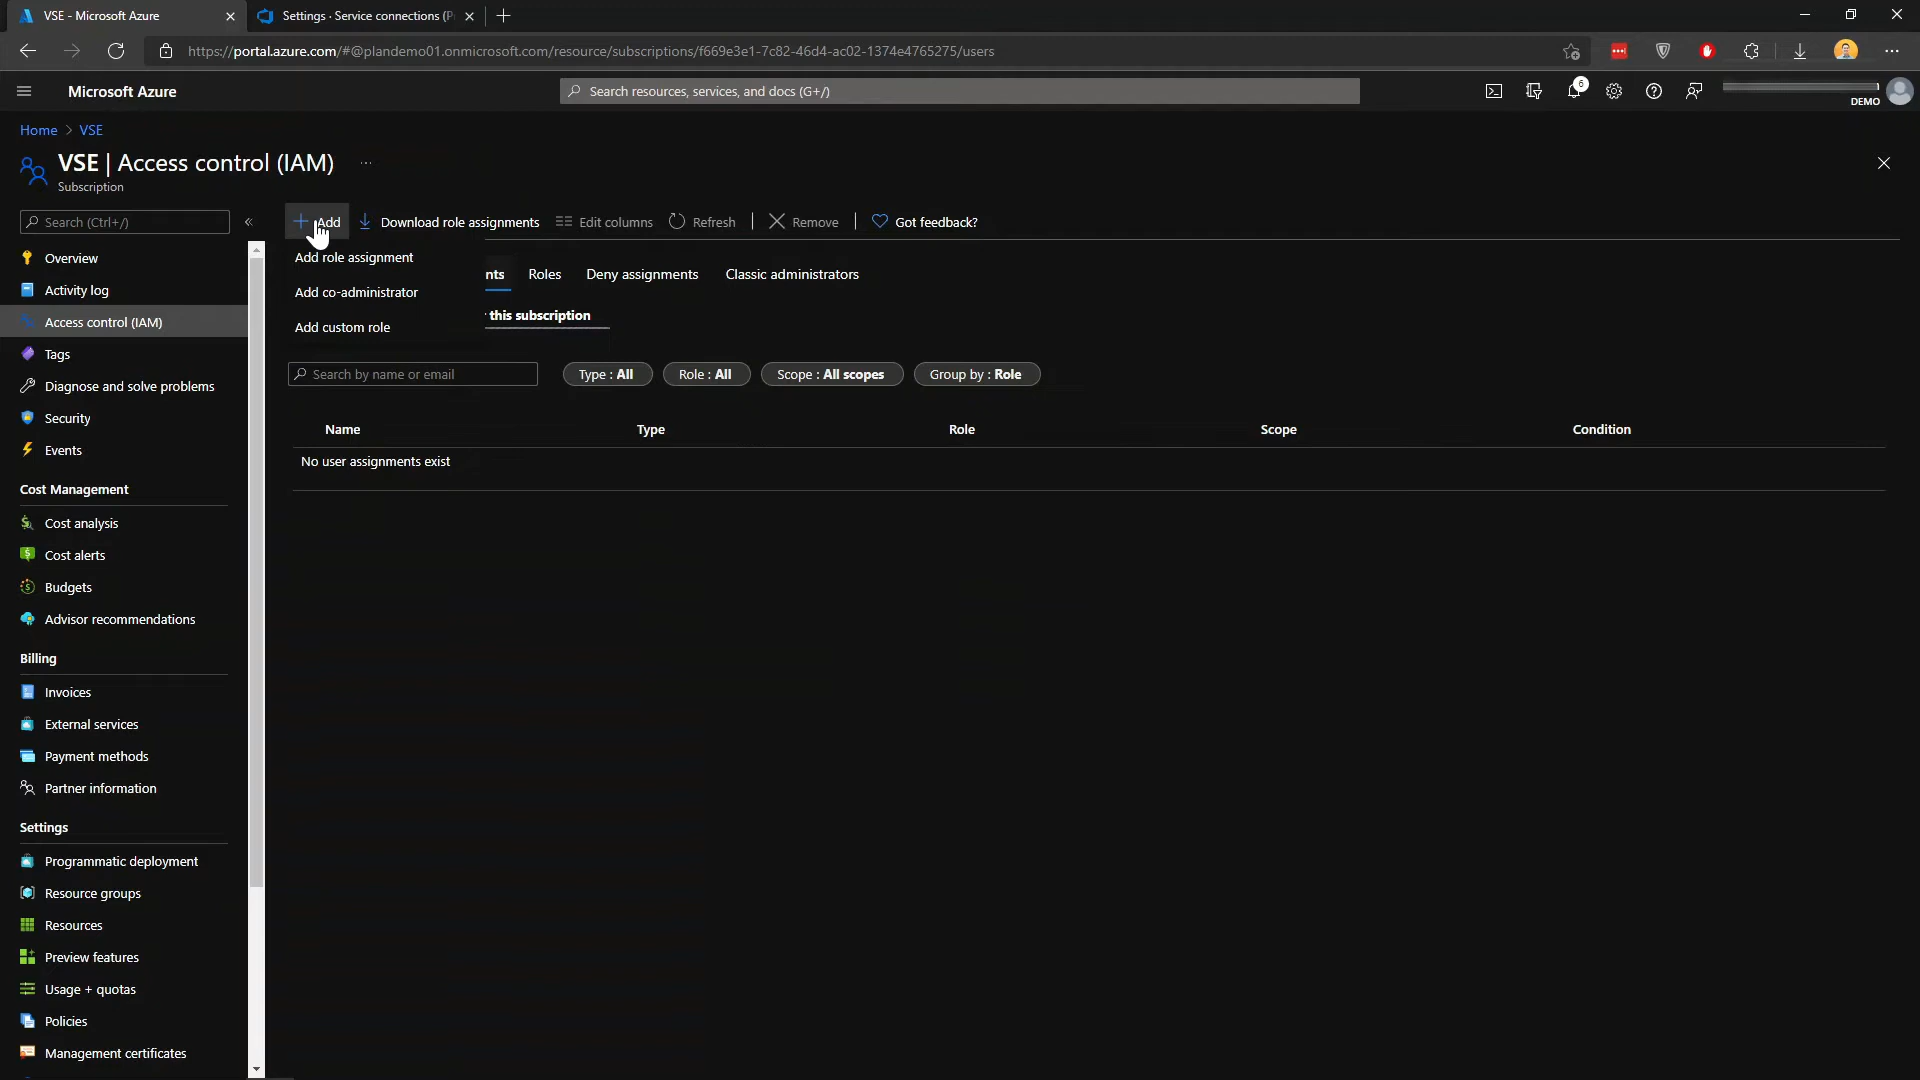 VSE - Microsoft Azure
Settings · Service connections (P
https://portal.azure.com/#@plandemo01.onmicrosoft.com/resource/subscriptions/f669e3e1-7c82-46d4-ac02-1374e4765275/users
Microsoft Azure
Search resources, services, and docs (G+/)
6
DEMO
Home > VSE
VSE | Access control (IAM) ...
Subscription
Search (Ctrl+/)
«
Add
Download role assignments
Edit columns
Refresh
Remove
Got feedback?
Overview
Activity log
Access control (IAM)
Tags
Diagnose and solve problems
Security
Events
Cost Management
Cost analysis
Cost alerts
Budgets
Advisor recommendations
Billing
Invoices
External services
Payment methods
Partner information
Settings
Programmatic deployment
Resource groups
Resources
Preview features
Usage + quotas
Policies
Management certificates
Add role assignment
Add co-administrator
Add custom role
nts
Roles
Deny assignments
Classic administrators
this subscription
Search by name or email
Type : All
Role : All
Scope : All scopes
Group by : Role
Name
Type
Role
Scope
Condition
No user assignments exist